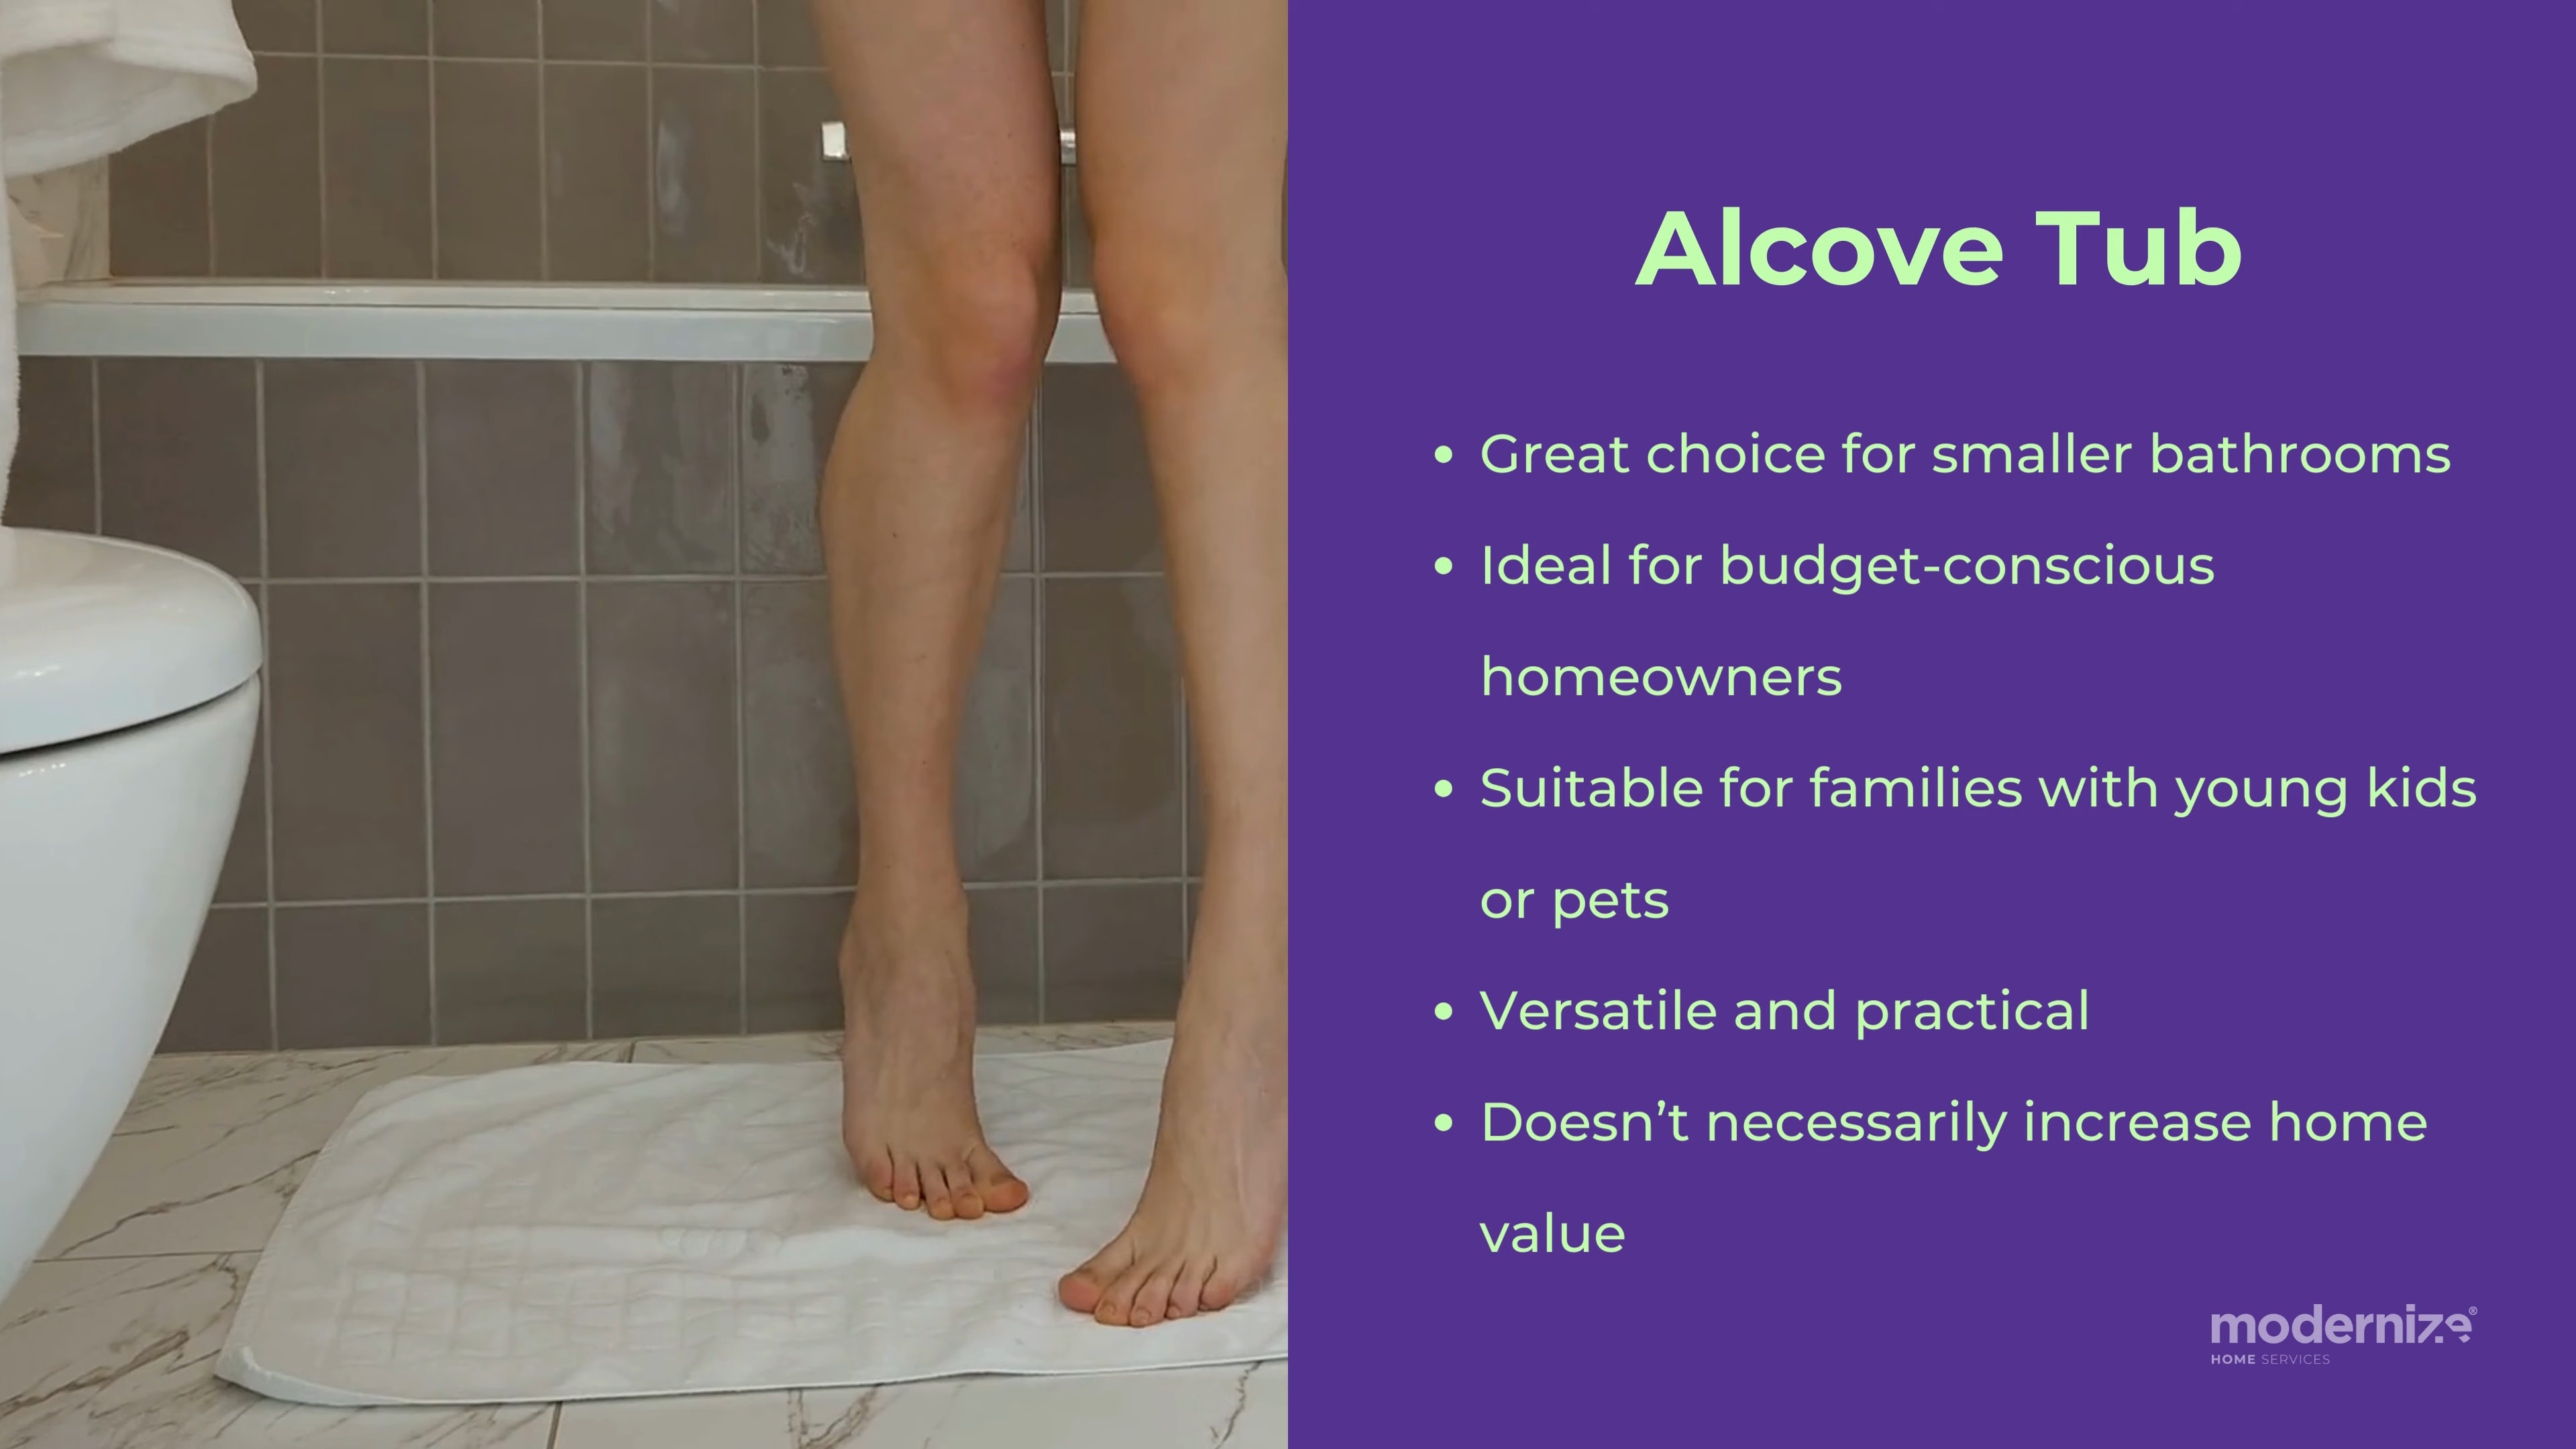 Alcove Tub
• Great choice for smaller bathrooms
• Ideal for budget-conscious
homeowners
• Suitable for families with young kids
or pets
• Versatile and practical
• Doesn’t necessarily increase home
value
modernize®
HOME SERVICES